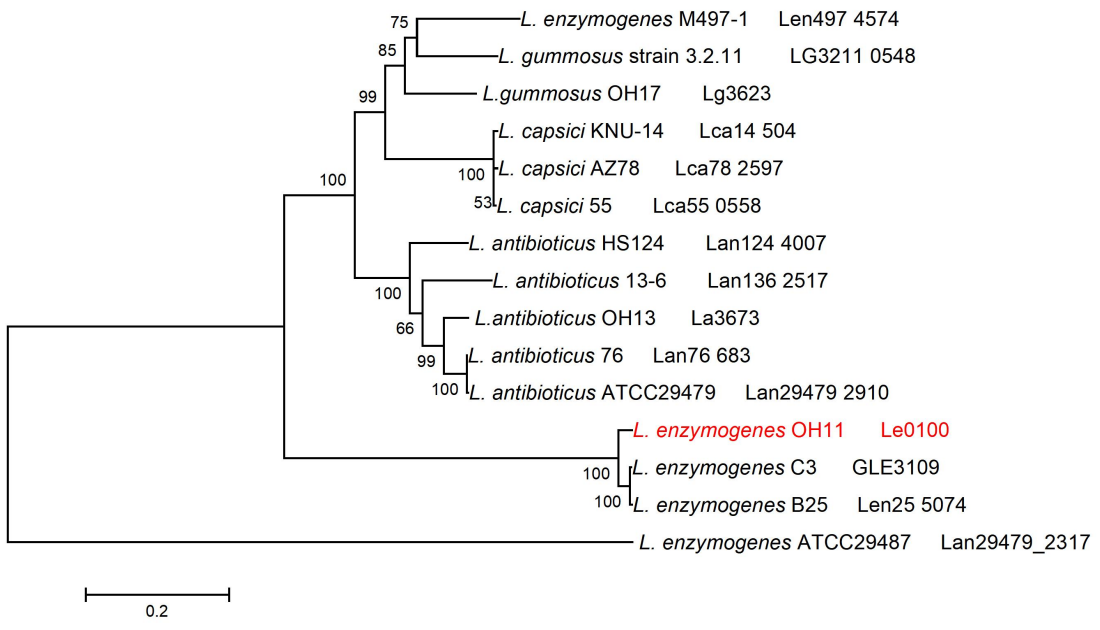 75
L. enzymogenes M497-1 Len497 4574
85
L. gummosus strain 3.2.11 LG3211 0548
99
L.gummosus OH17 Lg3623
L. capsici KNU-14 Lca14 504
100
L. capsici AZ78 Lca78 2597
100
53
L. capsici 55 Lca55 0558
L. antibioticus HS124 Lan124 4007
100
L. antibioticus 13-6 Lan136 2517
66
L.antibioticus OH13 La3673
99
L. antibioticus 76 Lan76 683
100
L. antibioticus ATCC29479 Lan29479 2910
L. enzymogenes OH11 Le0100
100
L. enzymogenes C3 GLE3109
100
L. enzymogenes B25 Len25 5074
L. enzymogenes ATCC29487 Lan29479_2317
0.2